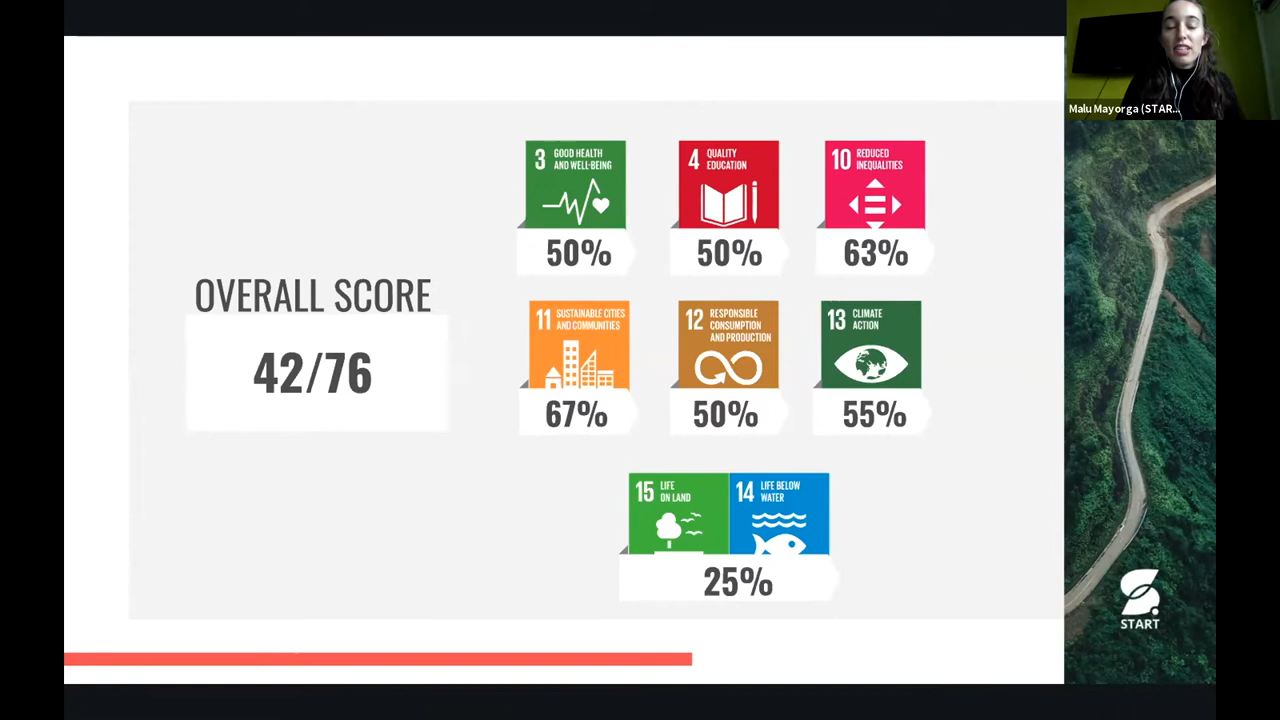 Malu Mayorga (STAR...
3 GOOD HEALTH
AND WELL-BEING
50%
4 QUALITY
EDUCATION
50%
10 REDUCED
INEQUALITIES
63%
OVERALL SCORE
42/76
11 SUSTAINABLE CITIES
AND COMMUNITIES
67%
12 RESPONSIBLE
CONSUMPTION
AND PRODUCTION
50%
13 CLIMATE
ACTION
55%
15 LIFE
ON LAND
14 LIFE BELOW
WATER
25%
START